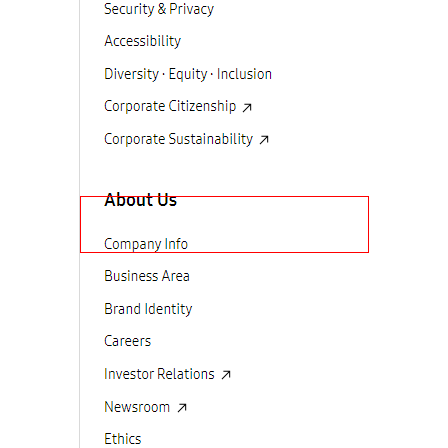 Security & Privacy
Accessibility
Diversity · Equity · Inclusion
Corporate Citizenship ↗
Corporate Sustainability ↗
About Us
Company Info
Business Area
Brand Identity
Careers
Investor Relations ↗
Newsroom ↗
Ethics